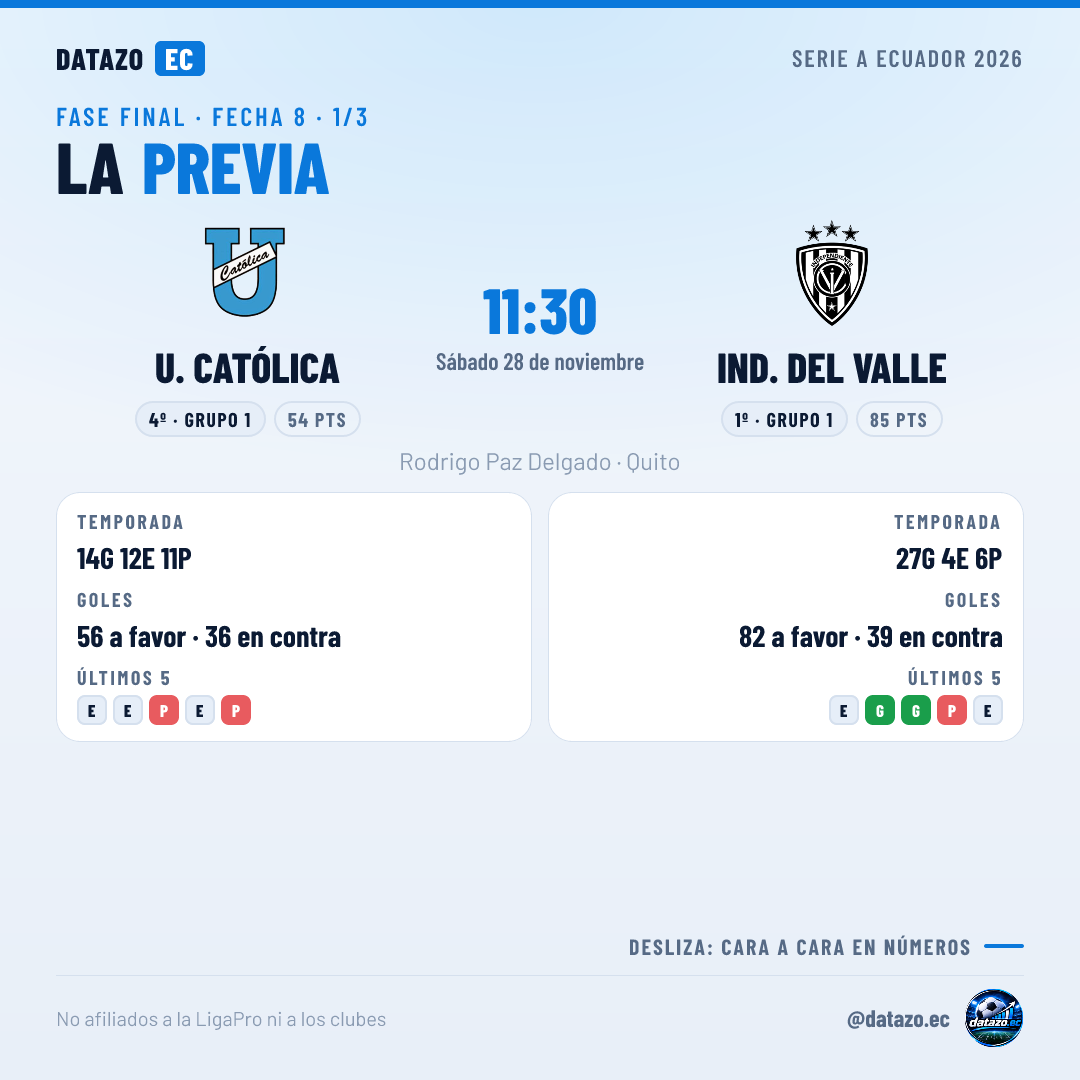 DATAZO EC
SERIE A ECUADOR 2026
FASE FINAL · FECHA 8 · 1/3
LA PREVIA
Católica
INDEPENDIENTE
11:30
Sábado 28 de noviembre
U. CATÓLICA
IND. DEL VALLE
4º · GRUPO 1
54 PTS
1º · GRUPO 1
85 PTS
Rodrigo Paz Delgado · Quito
TEMPORADA
14G 12E 11P
GOLES
56 a favor · 36 en contra
ÚLTIMOS 5
E E P E P
TEMPORADA
27G 4E 6P
GOLES
82 a favor · 39 en contra
ÚLTIMOS 5
E G G P E
DESLIZA: CARA A CARA EN NÚMEROS
No afiliados a la LigaPro ni a los clubes
@datazo.ec
datazo.ec